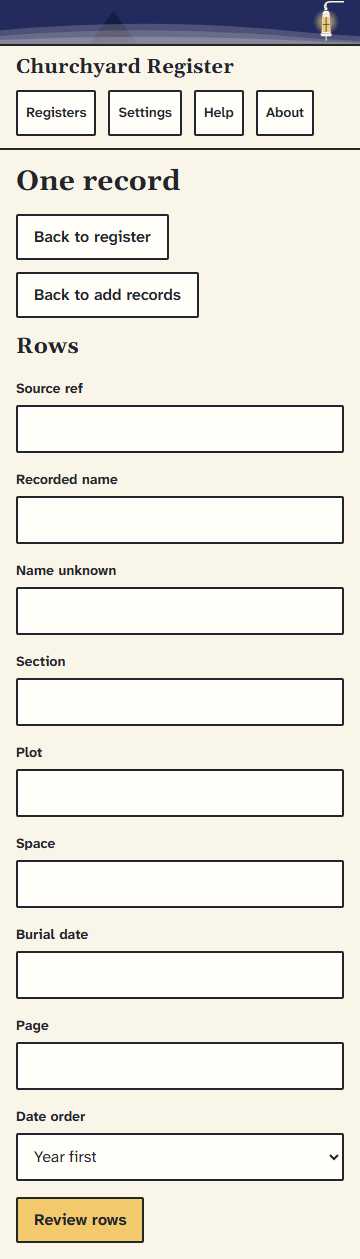 Churchyard Register
Registers Settings Help About
One record
Back to register
Back to add records
Rows
Source ref
Recorded name
Name unknown
Section
Plot
Space
Burial date
Page
Date order
Year first
Review rows